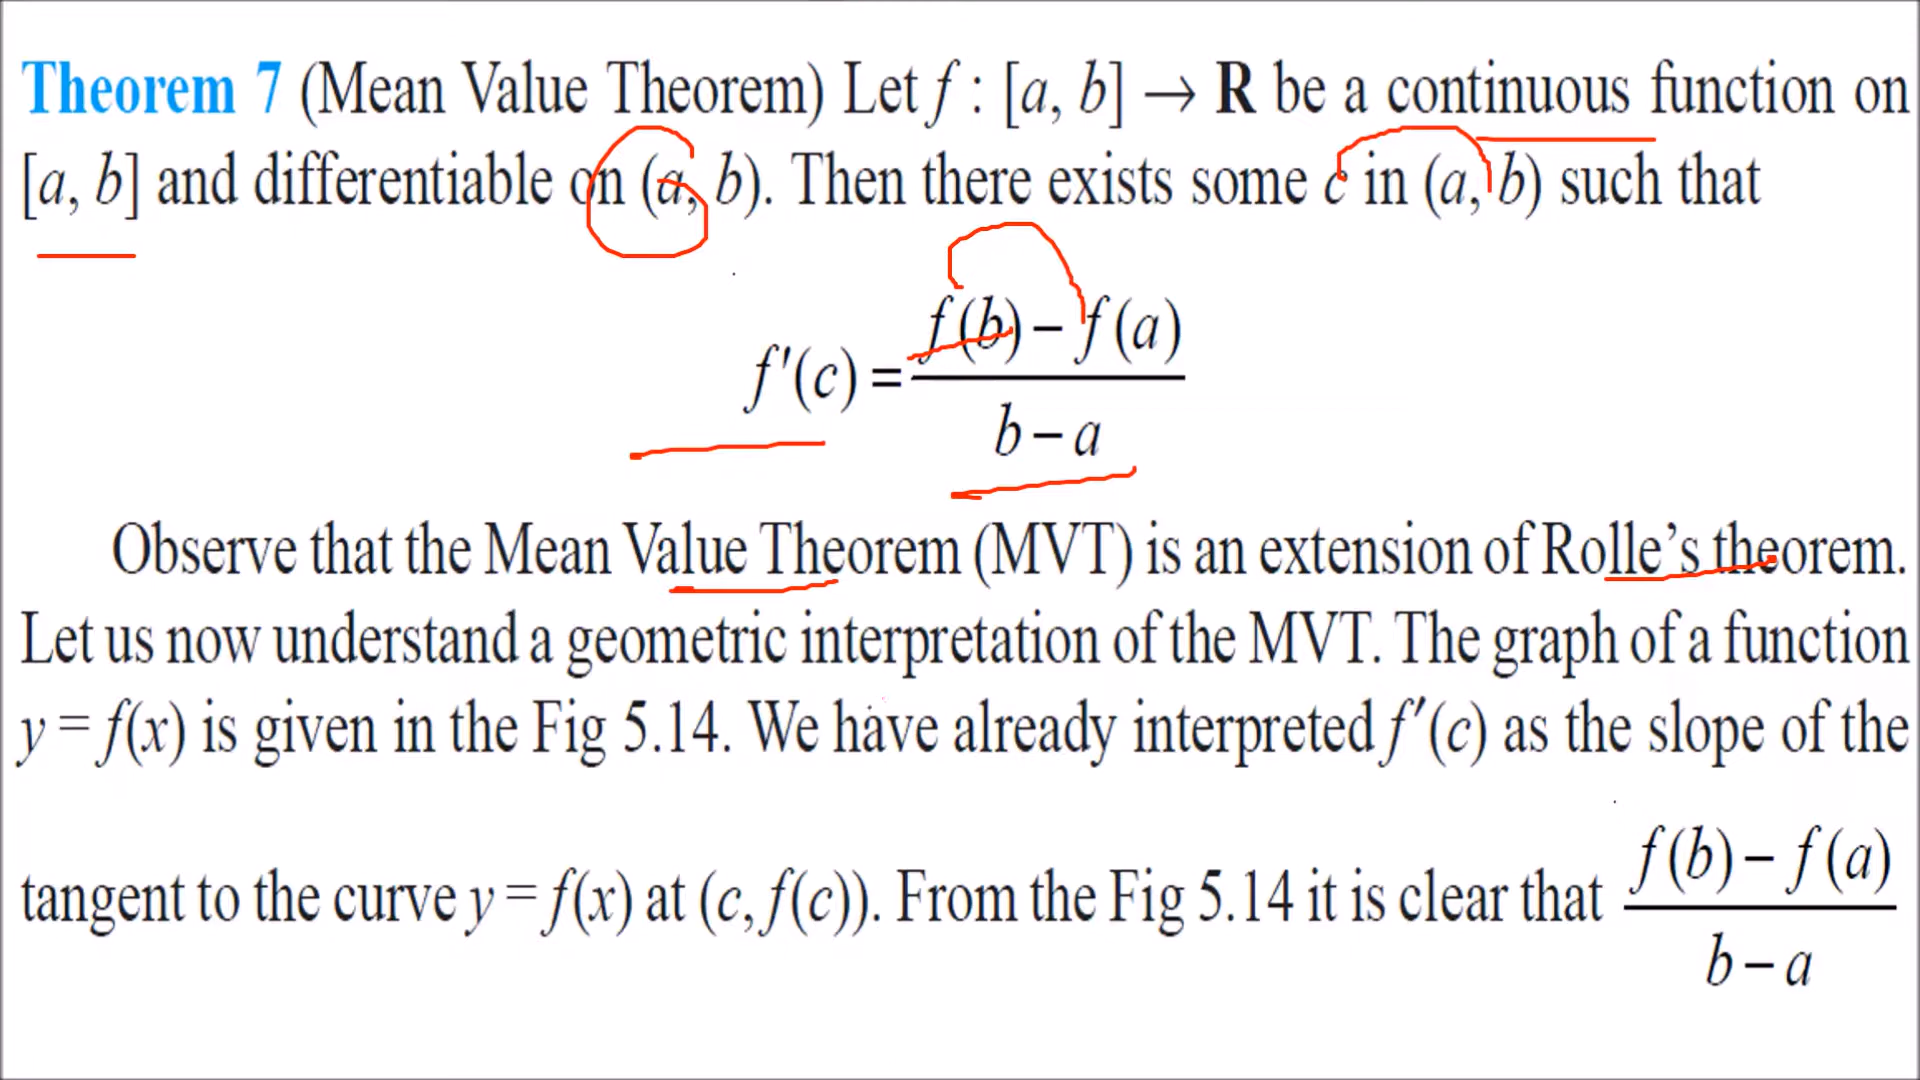 Theorem 7 (Mean Value Theorem) Let f : [a, b] → R be a continuous function on
[a, b] and differentiable on (a, b). Then there exists some c in (a, b) such that
f′(c) = f(b) − f(a) / b − a
Observe that the Mean Value Theorem (MVT) is an extension of Rolle’s theorem.
Let us now understand a geometric interpretation of the MVT. The graph of a function
y = f(x) is given in the Fig 5.14. We have already interpreted f′(c) as the slope of the
tangent to the curve y = f(x) at (c, f(c)). From the Fig 5.14 it is clear that f(b) − f(a) / b − a